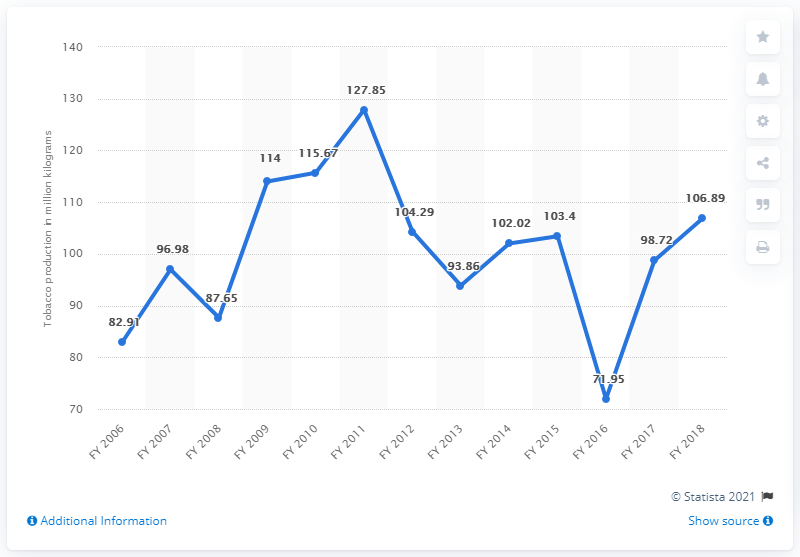 140
130
120
110
100
90
80
70
Tobacco production in million kilograms
82.91
96.98
87.65
114
115.67
127.85
104.29
93.86
102.02
103.4
71.95
98.72
106.89
FY 2006
FY 2007
FY 2008
FY 2009
FY 2010
FY 2011
FY 2012
FY 2013
FY 2014
FY 2015
FY 2016
FY 2017
FY 2018
© Statista 2021
Additional Information
Show source